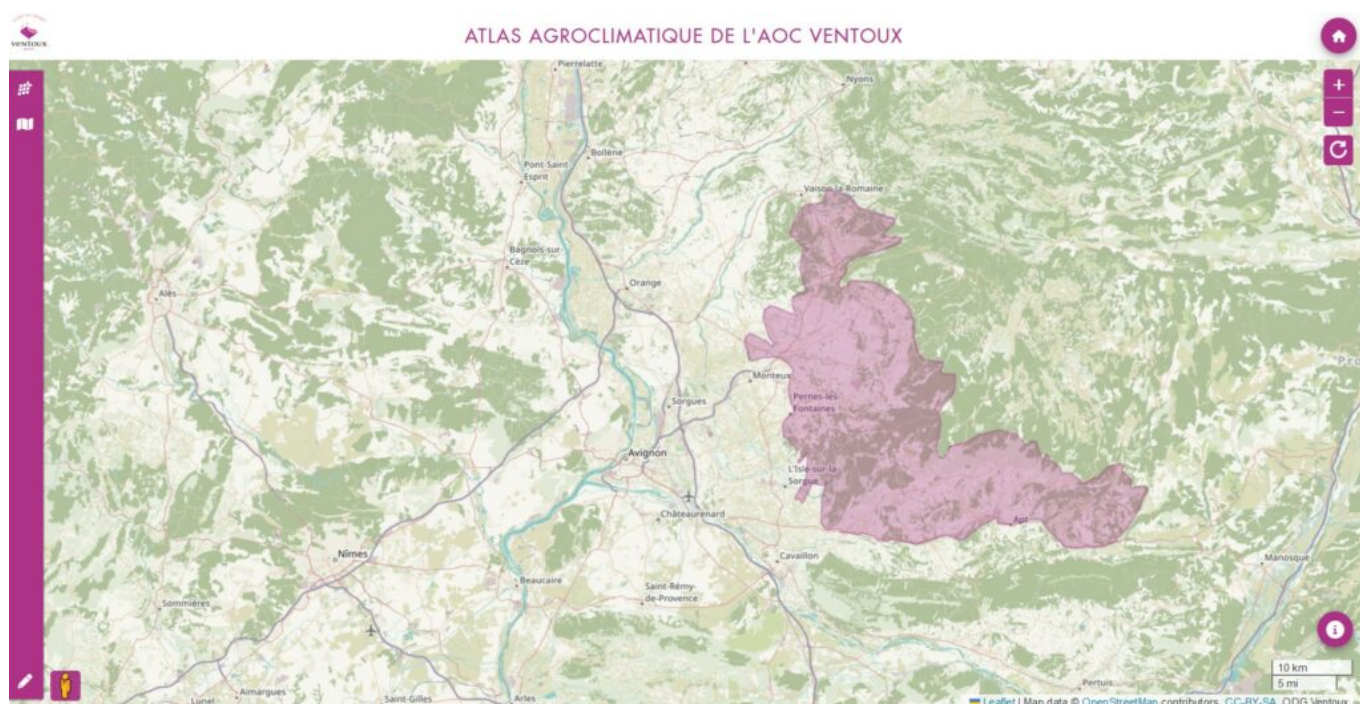 VENTOUX
ATLAS AGROCLIMATIQUE DE L'AOC VENTOUX
Pierrelatte
Nyons
+
−
Bollène
Pont-Saint
Esprit
Vaison-la-Romaine
Bagnols-sur
Cèze
Orange
Alès
Monteux
Pernes-les
Fontaines
Sorgues
Avignon
L'Isle-sur-la
Sorgue
Châteaurenard
Apt
Nîmes
Cavaillon
Manosque
Beaucaire
Saint-Rémy-
de-Provence
Sommières
10 km
5 mi
Pertuis
Aimargues
Lunel
Saint-Gilles
Arles
Leaflet | Map data © OpenStreetMap contributors, CC-BY-SA, ODG Ventoux